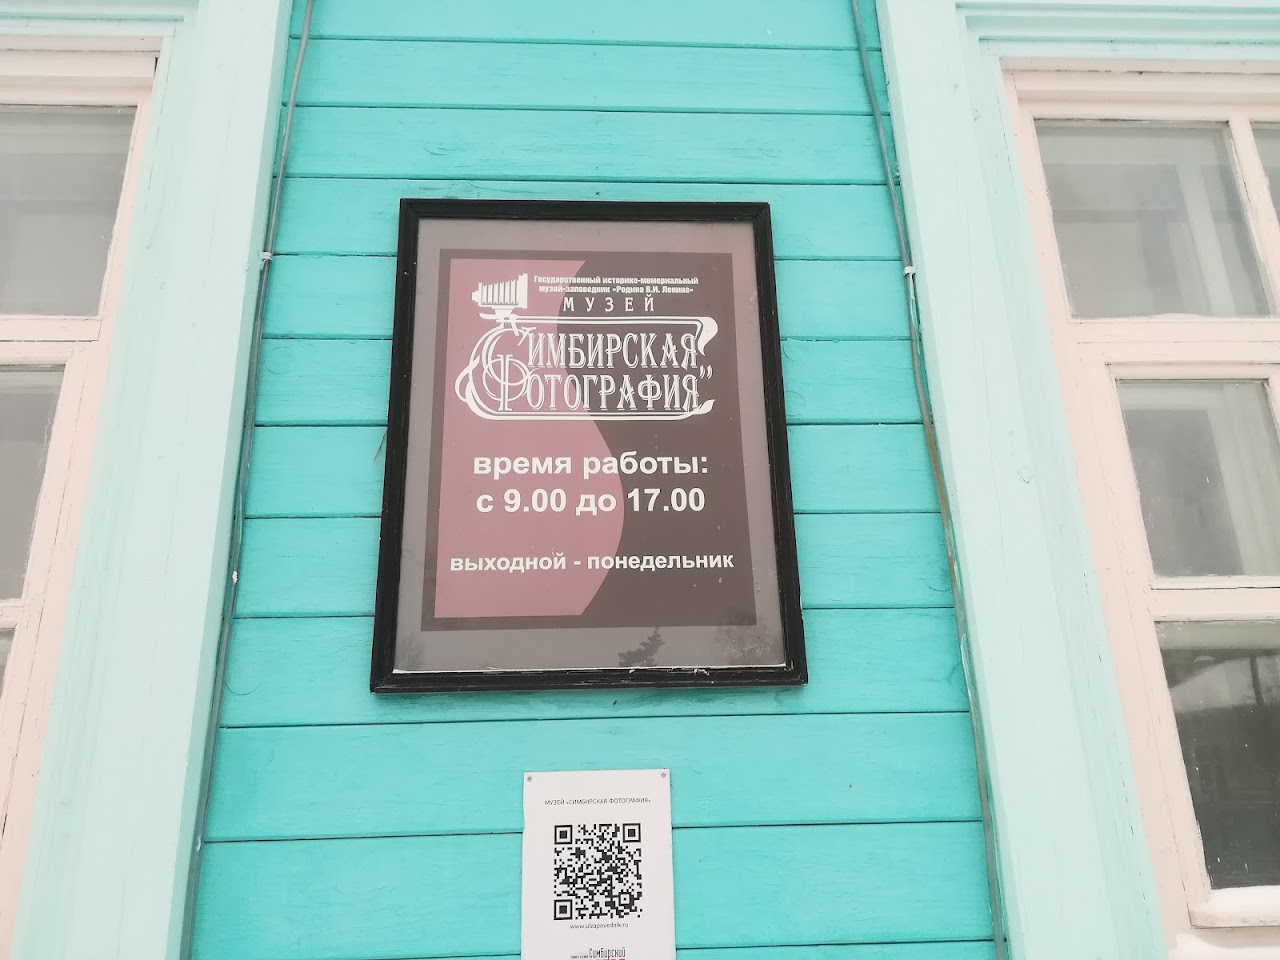 Государственный историко-мемориальный
музей-заповедник «Родина В.И. Ленина»
МУЗЕЙ
„СИМБИРСКАЯ
ФОТОГРАФИЯ”
время работы:
с 9.00 до 17.00
выходной - понедельник
МУЗЕЙ «СИМБИРСКАЯ ФОТОГРАФИЯ»
www.ulzapovednik.ru
Симбирский